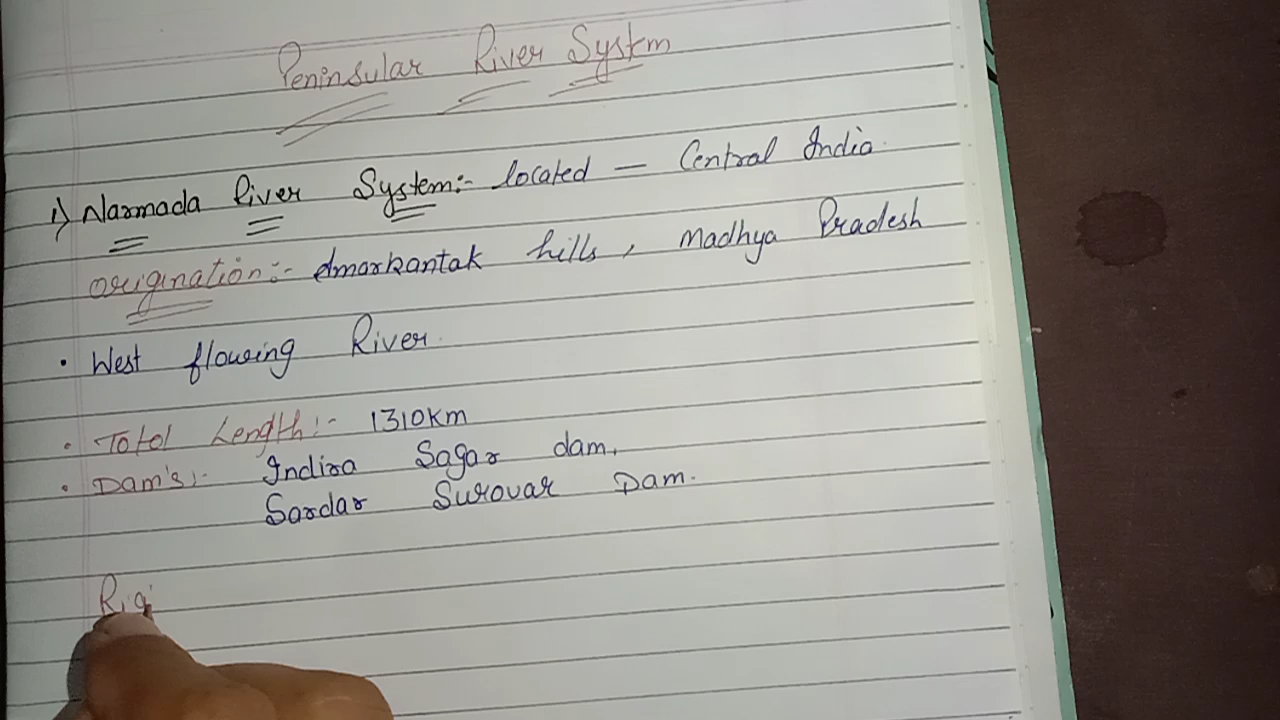 Peninsular River System
1) Narmada River System:- located — Central India.
origination:- Amarkantak hills, Madhya Pradesh
• West flowing River.
• Total Length:- 1310km
• Dam's:- Indira Sagar dam.
Sardar Surovar Dam.
Rig